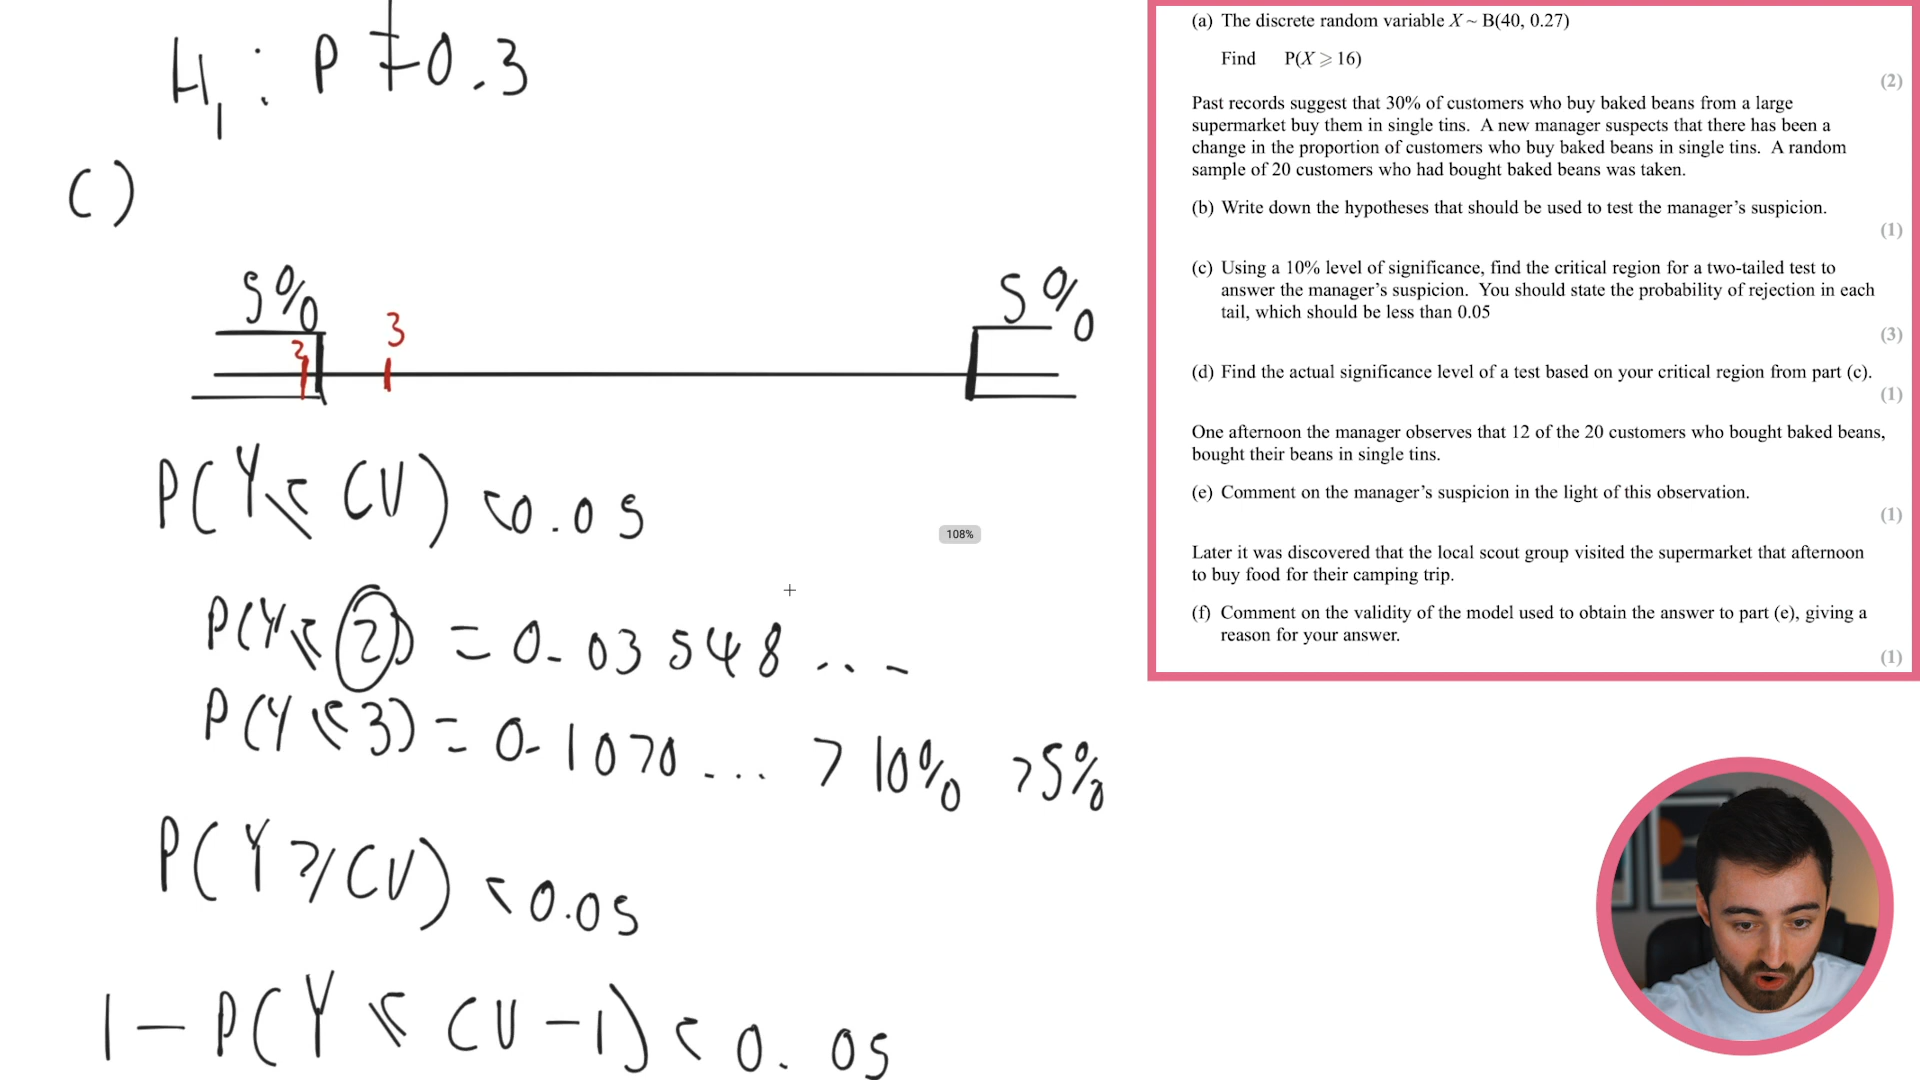 H₁ : P ≠ 0.3
c)
5%
5%
2
3
P(Y ⩽ CV) < 0.05
P(Y ⩽ 2) = 0.03548...
P(Y ⩽ 3) = 0.1070... > 10% > 5%
P(Y ⩾ CV) < 0.05
1 - P(Y ⩽ CV - 1) < 0.05
108%
(a) The discrete random variable X ~ B(40, 0.27)
Find P(X ⩾ 16)
(2)
Past records suggest that 30% of customers who buy baked beans from a large
supermarket buy them in single tins. A new manager suspects that there has been a
change in the proportion of customers who buy baked beans in single tins. A random
sample of 20 customers who had bought baked beans was taken.
(b) Write down the hypotheses that should be used to test the manager’s suspicion.
(1)
(c) Using a 10% level of significance, find the critical region for a two-tailed test to
answer the manager’s suspicion. You should state the probability of rejection in each
tail, which should be less than 0.05
(3)
(d) Find the actual significance level of a test based on your critical region from part (c).
(1)
One afternoon the manager observes that 12 of the 20 customers who bought baked beans,
bought their beans in single tins.
(e) Comment on the manager’s suspicion in the light of this observation.
(1)
Later it was discovered that the local scout group visited the supermarket that afternoon
to buy food for their camping trip.
(f) Comment on the validity of the model used to obtain the answer to part (e), giving a
reason for your answer.
(1)